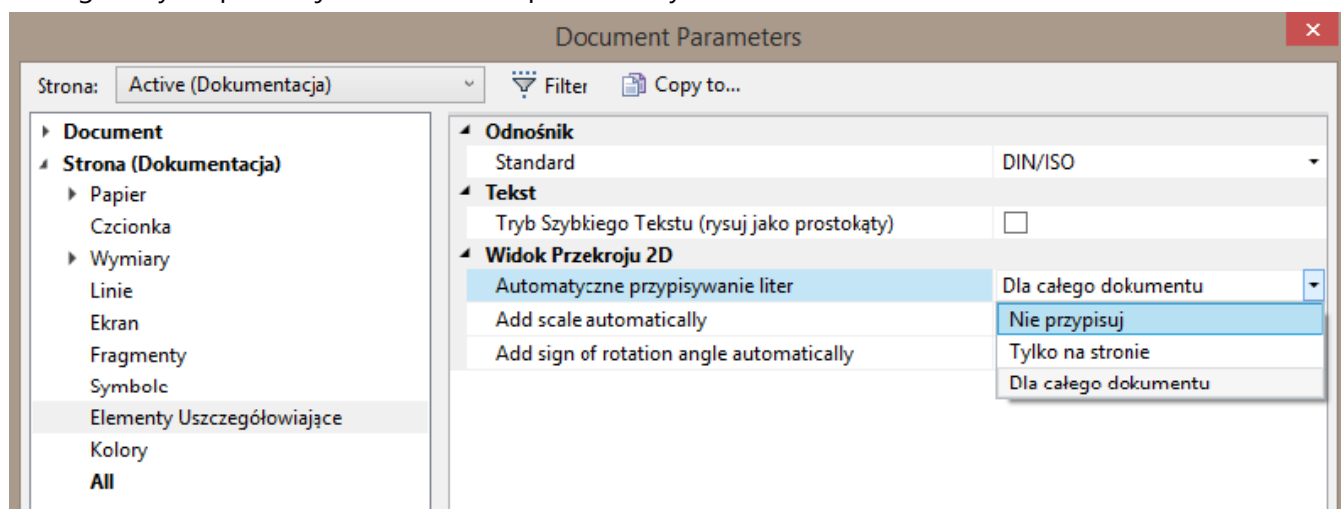 Document Parameters
Strona: Active (Dokumentacja) Filter Copy to...
Document
Strona (Dokumentacja)
Papier
Czcionka
Wymiary
Linie
Ekran
Fragmenty
Symbole
Elementy Uszczegóławiające
Kolory
All
Odnośnik
Standard DIN/ISO
Tekst
Tryb Szybkiego Tekstu (rysuj jako prostokąty)
Widok Przekroju 2D
Automatyczne przypisywanie liter Dla całego dokumentu
Add scale automatically
Add sign of rotation angle automatically
Nie przypisuj
Tylko na stronie
Dla całego dokumentu